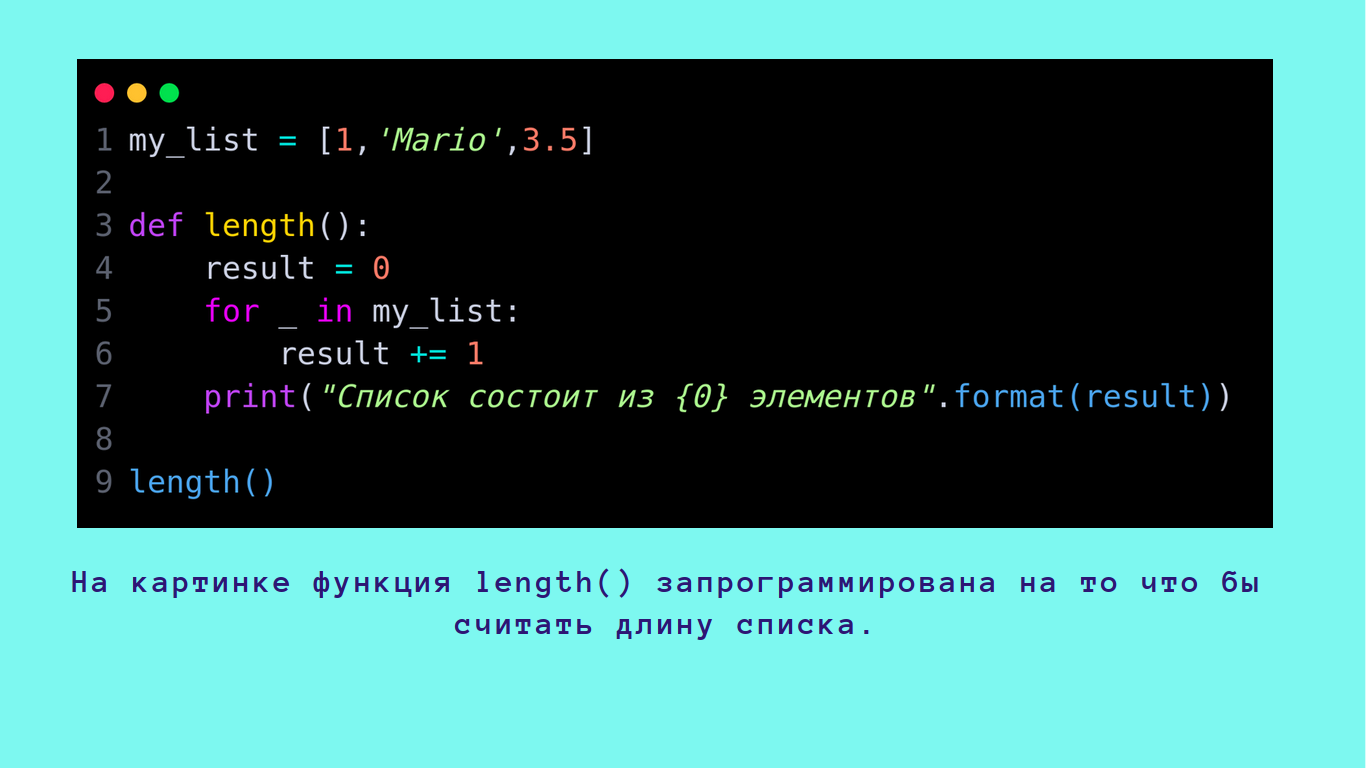 1 my_list = [1,'Mario',3.5]
2
3 def length():
4     result = 0
5     for _ in my_list:
6         result += 1
7     print("Список состоит из {0} элементов".format(result))
8
9 length()
На картинке функция length() запрограммирована на то что бы
считать длину списка.